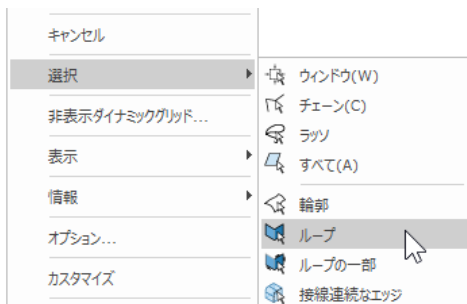 キャンセル
選択
非表示ダイナミックグリッド...
表示
情報
オプション...
カスタマイズ
ウィンドウ(W)
チェーン(C)
ラッソ
すべて(A)
輪郭
ループ
ループの一部
接線連続なエッジ